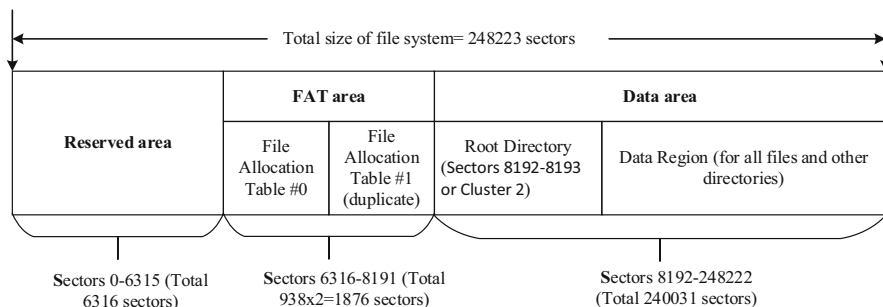 Total size of file system= 248223 sectors
Reserved area
FAT area
Data area
File
Allocation
Table #0
File
Allocation
Table #1
(duplicate)
Root Directory
(Sectors 8192-8193
or Cluster 2)
Data Region (for all files and other
directories)
Sectors 0-6315 (Total
6316 sectors)
Sectors 6316-8191 (Total
938x2=1876 sectors)
Sectors 8192-248222
(Total 240031 sectors)